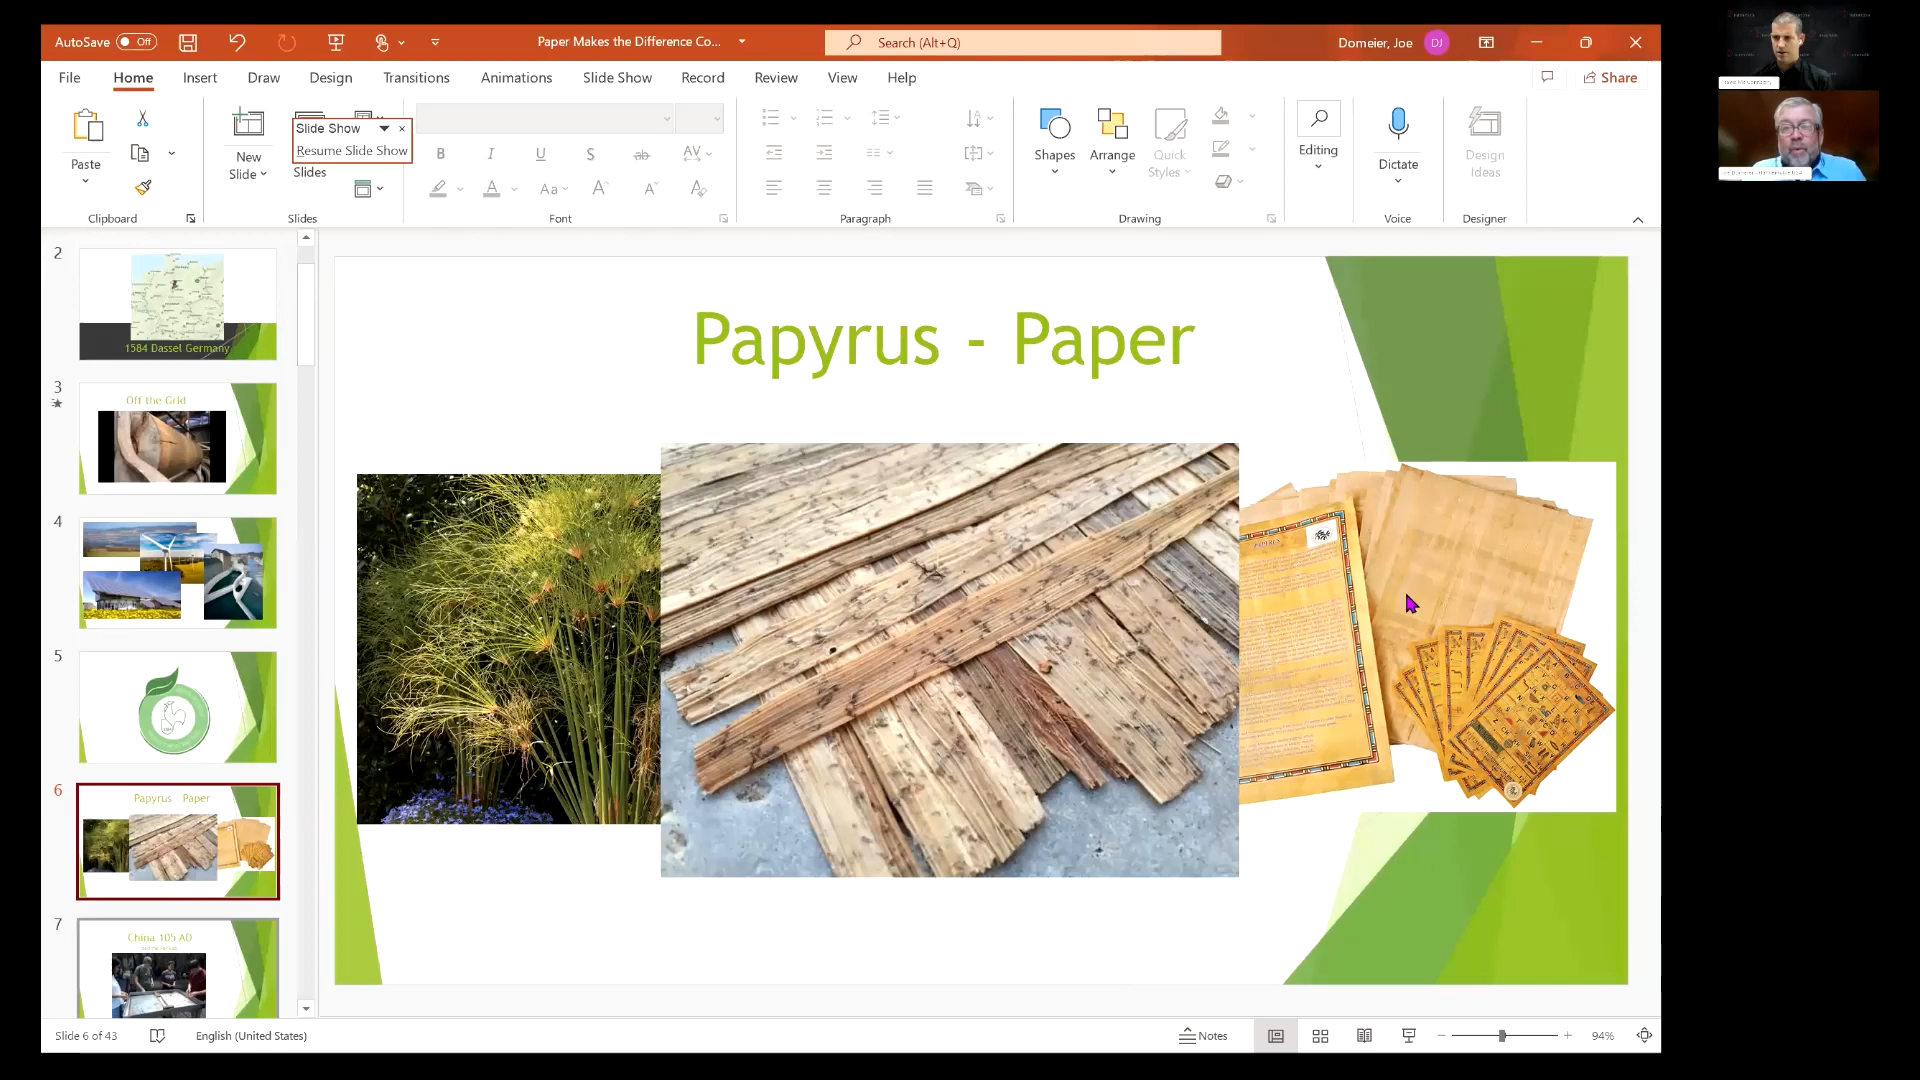 AutoSave Off
Paper Makes the Difference Co...
Search (Alt+Q)
Domeier, Joe
DJ
File Home Insert Draw Design Transitions Animations Slide Show Record Review View Help
Share
Paste
New
Slide
Slide Show
Resume Slide Show
Slides
B I U S ab AV
A Aa A A A
Shapes
Arrange
Quick
Styles
Editing
Dictate
Design
Ideas
Clipboard Slides Font Paragraph Drawing Voice Designer
2
1584 Dassel Germany
3
Off the Grid
4
5
6
Papyrus Paper
7
China 105 AD
Papyrus - Paper
PAPYRUS
Slide 6 of 43
English (United States)
Notes
94%